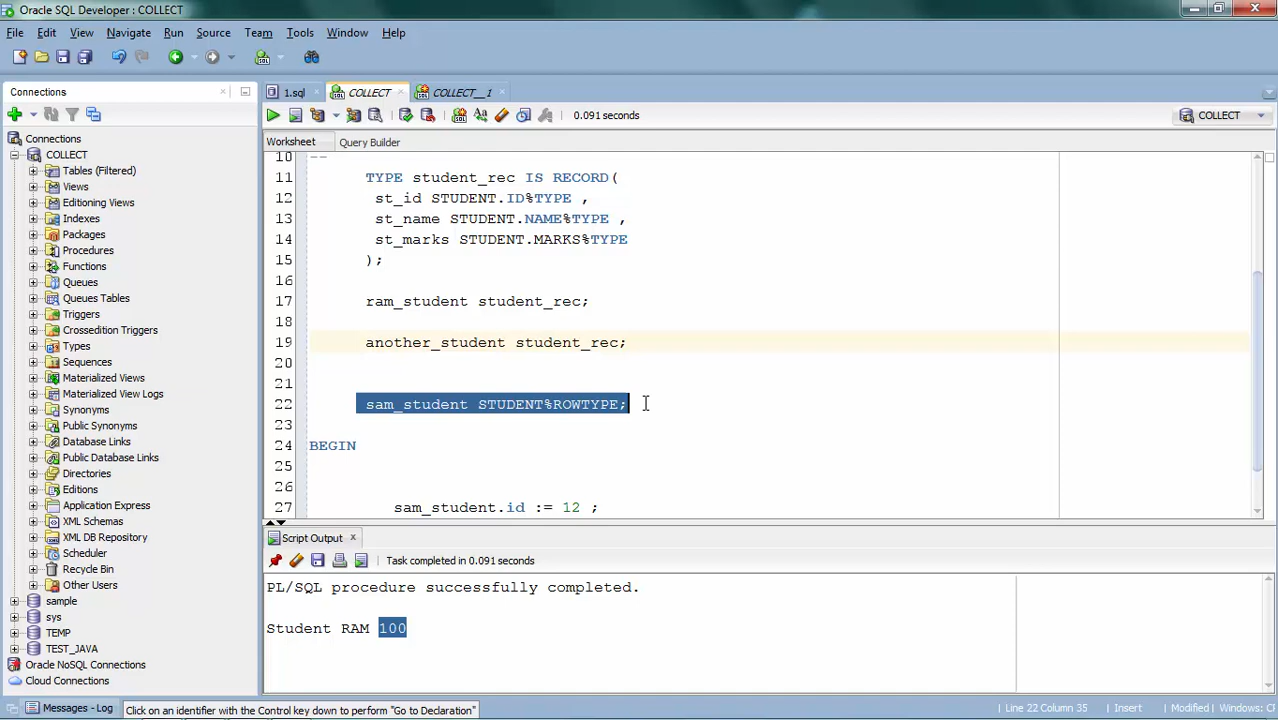 Oracle SQL Developer : COLLECT
File Edit View Navigate Run Source Team Tools Window Help
Connections
1.sql COLLECT COLLECT__1
0.091 seconds COLLECT
Worksheet Query Builder
Connections
COLLECT
Tables (Filtered)
Views
Editioning Views
Indexes
Packages
Procedures
Functions
Queues
Queues Tables
Triggers
Crossedition Triggers
Types
Sequences
Materialized Views
Materialized View Logs
Synonyms
Public Synonyms
Database Links
Public Database Links
Directories
Editions
Application Express
XML Schemas
XML DB Repository
Scheduler
Recycle Bin
Other Users
sample
sys
TEMP
TEST_JAVA
Oracle NoSQL Connections
Cloud Connections
10 --
11 TYPE student_rec IS RECORD(
12 st_id STUDENT.ID%TYPE ,
13 st_name STUDENT.NAME%TYPE ,
14 st_marks STUDENT.MARKS%TYPE
15 );
16
17 ram_student student_rec;
18
19 another_student student_rec;
20
21
22 sam_student STUDENT%ROWTYPE;
23
24 BEGIN
25
26
27 sam_student.id := 12 ;
Script Output
Task completed in 0.091 seconds
PL/SQL procedure successfully completed.
Student RAM 100
Messages - Log Click on an identifier with the Control key down to perform "Go to Declaration" Line 22 Column 35 Insert Modified Windows: CF